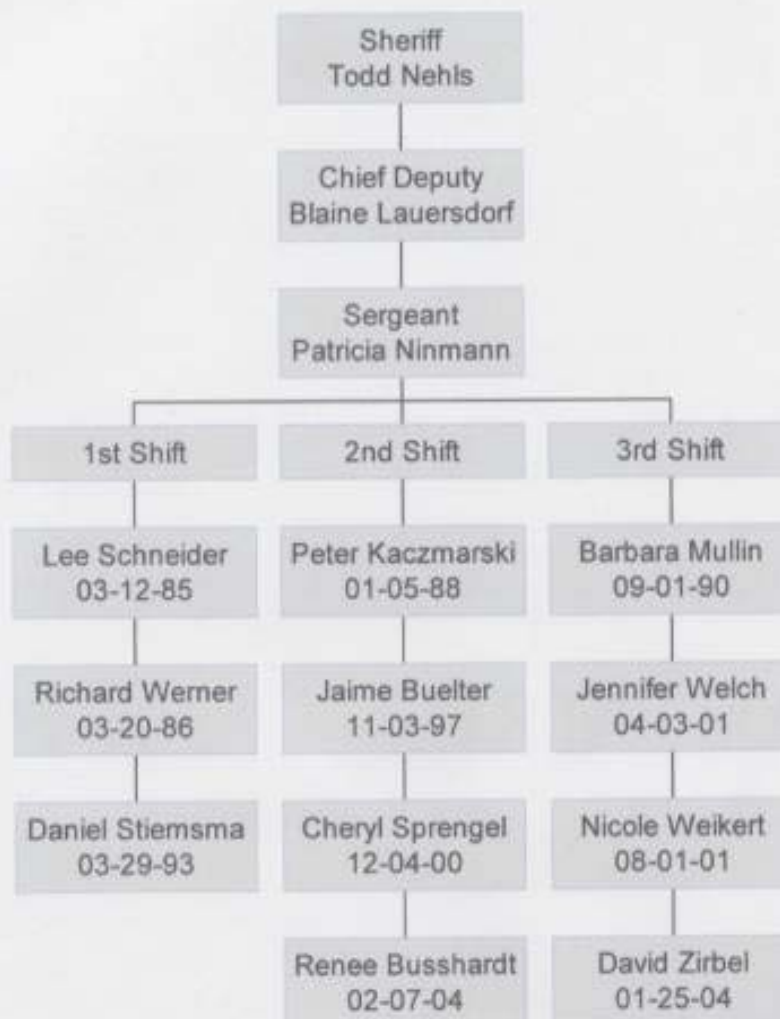 Sheriff
Todd Nehls
Chief Deputy
Blaine Lauersdorf
Sergeant
Patricia Ninmann
1st Shift
2nd Shift
3rd Shift
Lee Schneider
03-12-85
Peter Kaczmarski
01-05-88
Barbara Mullin
09-01-90
Richard Werner
03-20-86
Jaime Buelter
11-03-97
Jennifer Welch
04-03-01
Daniel Stiemsma
03-29-93
Cheryl Sprengel
12-04-00
Nicole Weikert
08-01-01
Renee Busshardt
02-07-04
David Zirbel
01-25-04